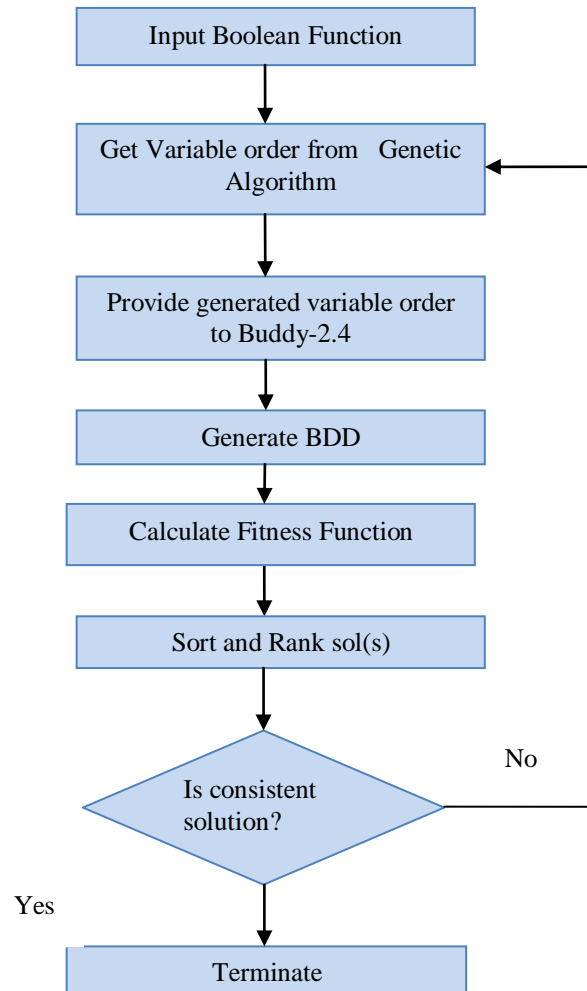 Input Boolean Function
Get Variable order from Genetic
Algorithm
Provide generated variable order
to Buddy-2.4
Generate BDD
Calculate Fitness Function
Sort and Rank sol(s)
No
Is consistent
solution?
Yes
Terminate